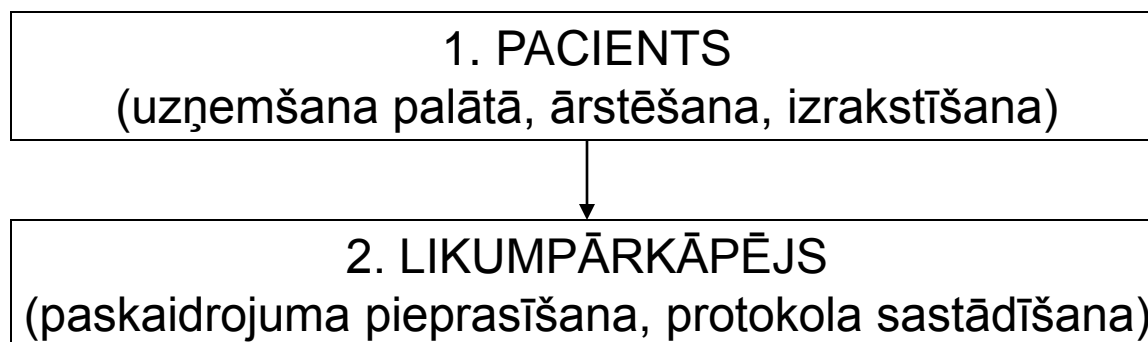 1. PACIENTS
(uzņemšana palātā, ārstēšana, izrakstīšana)
2. LIKUMPĀRKĀPĒJS
(paskaidrojuma pieprasīšana, protokola sastādīšana)